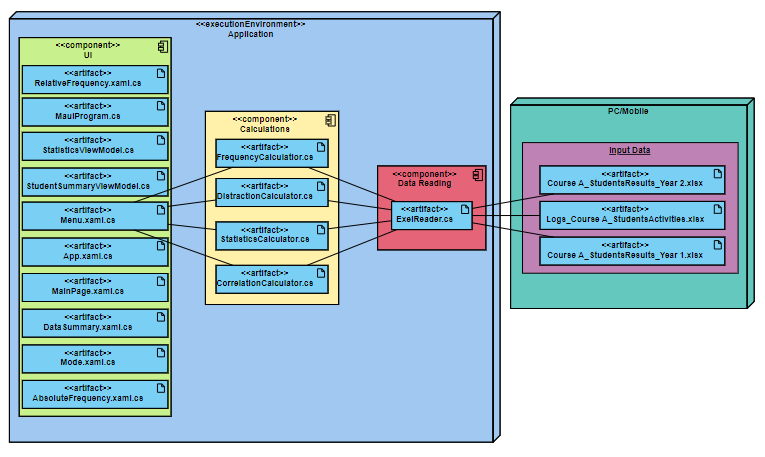 <<executionEnvironment>>
Application
<<component>>
UI
<<artifact>>
RelativeFrequency.xaml.cs
<<artifact>>
MauiProgram.cs
<<artifact>>
StatisticsViewModel.cs
<<artifact>>
StudentSummaryViewModel.cs
<<artifact>>
Menu.xaml.cs
<<artifact>>
App.xaml.cs
<<artifact>>
MainPage.xaml.cs
<<artifact>>
DataSummary.xaml.cs
<<artifact>>
Mode.xaml.cs
<<artifact>>
AbsoluteFrequency.xaml.cs
<<component>>
Calculations
<<artifact>>
FrequencyCalculator.cs
<<artifact>>
DistractionCalculator.cs
<<artifact>>
StatisticsCalculator.cs
<<artifact>>
CorrelationCalculator.cs
<<component>>
Data Reading
<<artifact>>
ExelReader.cs
PC/Mobile
Input Data
<<artifact>>
Course A_StudentsResults_Year 2.xlsx
<<artifact>>
Logs_Course A_StudentsActivities.xlsx
<<artifact>>
Course A_StudentsResults_Year 1.xlsx